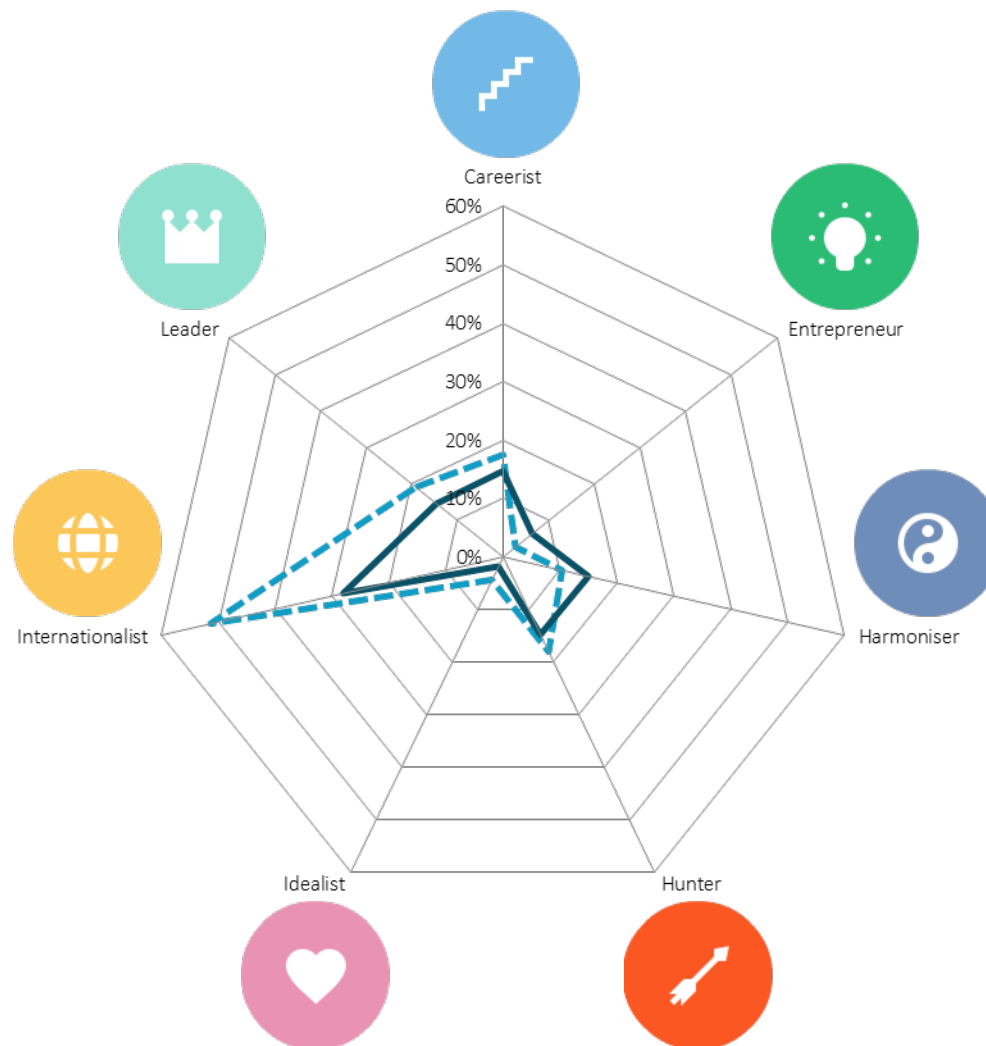 Careerist
60%
Leader
Entrepreneur
50%
40%
30%
20%
10%
0%
Internationalist
Harmoniser
Idealist
Hunter